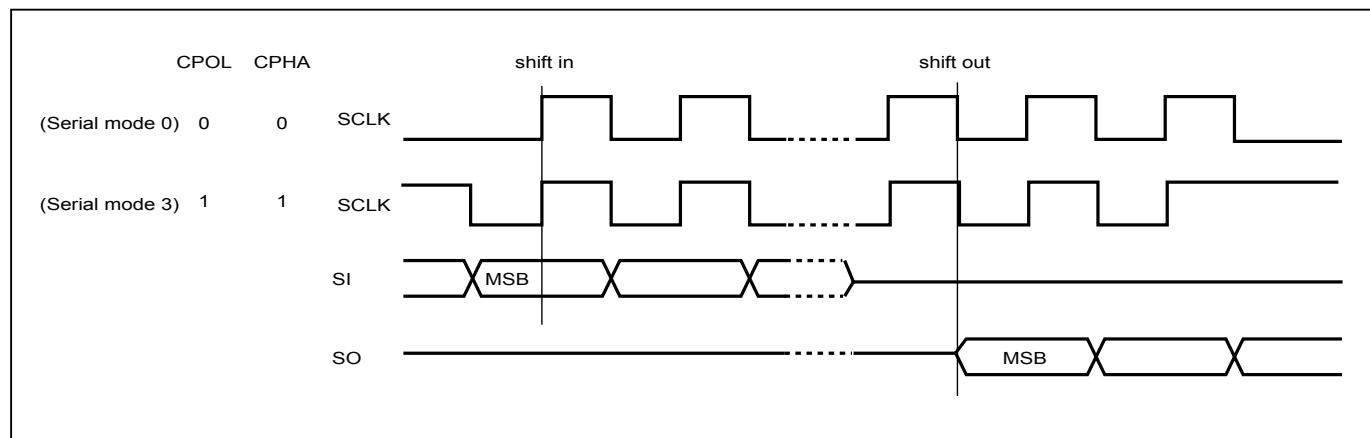 CPOL CPHA shift in shift out
(Serial mode 0) 0 0 SCLK
(Serial mode 3) 1 1 SCLK
SI MSB
SO MSB